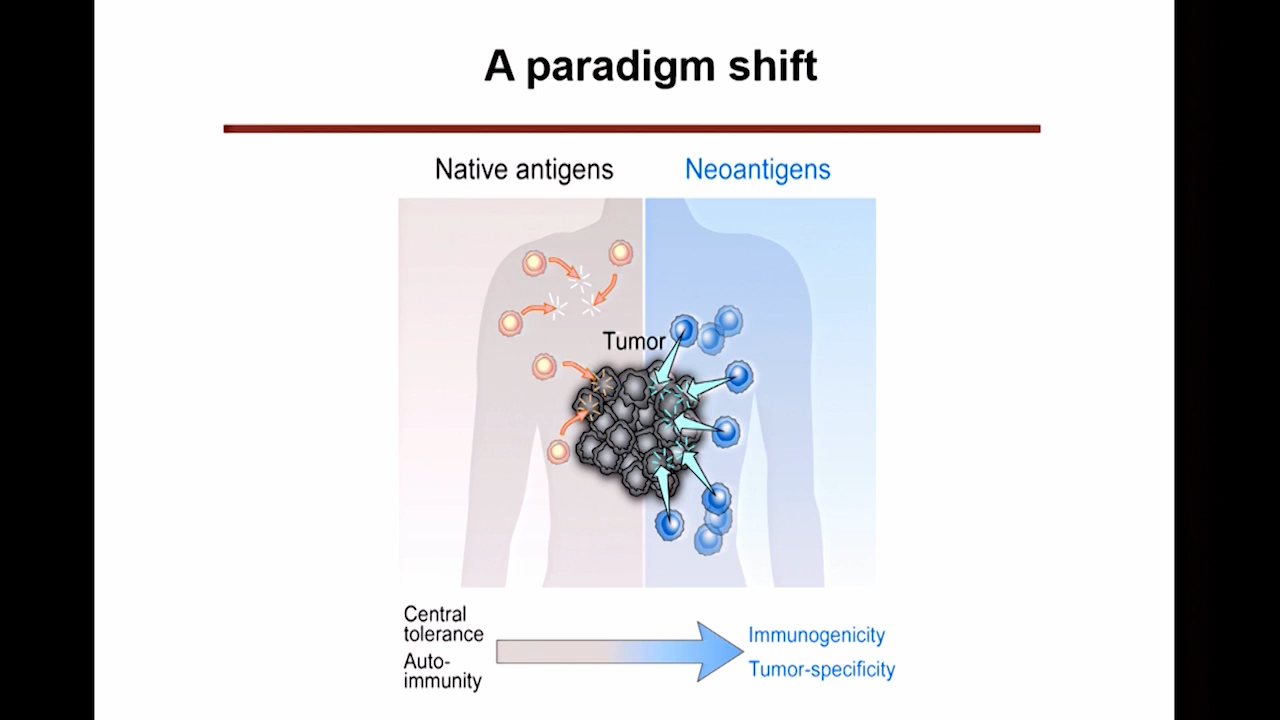 A paradigm shift
Native antigens
Neoantigens
Tumor
Central
tolerance
Auto-
immunity
Immunogenicity
Tumor-specificity